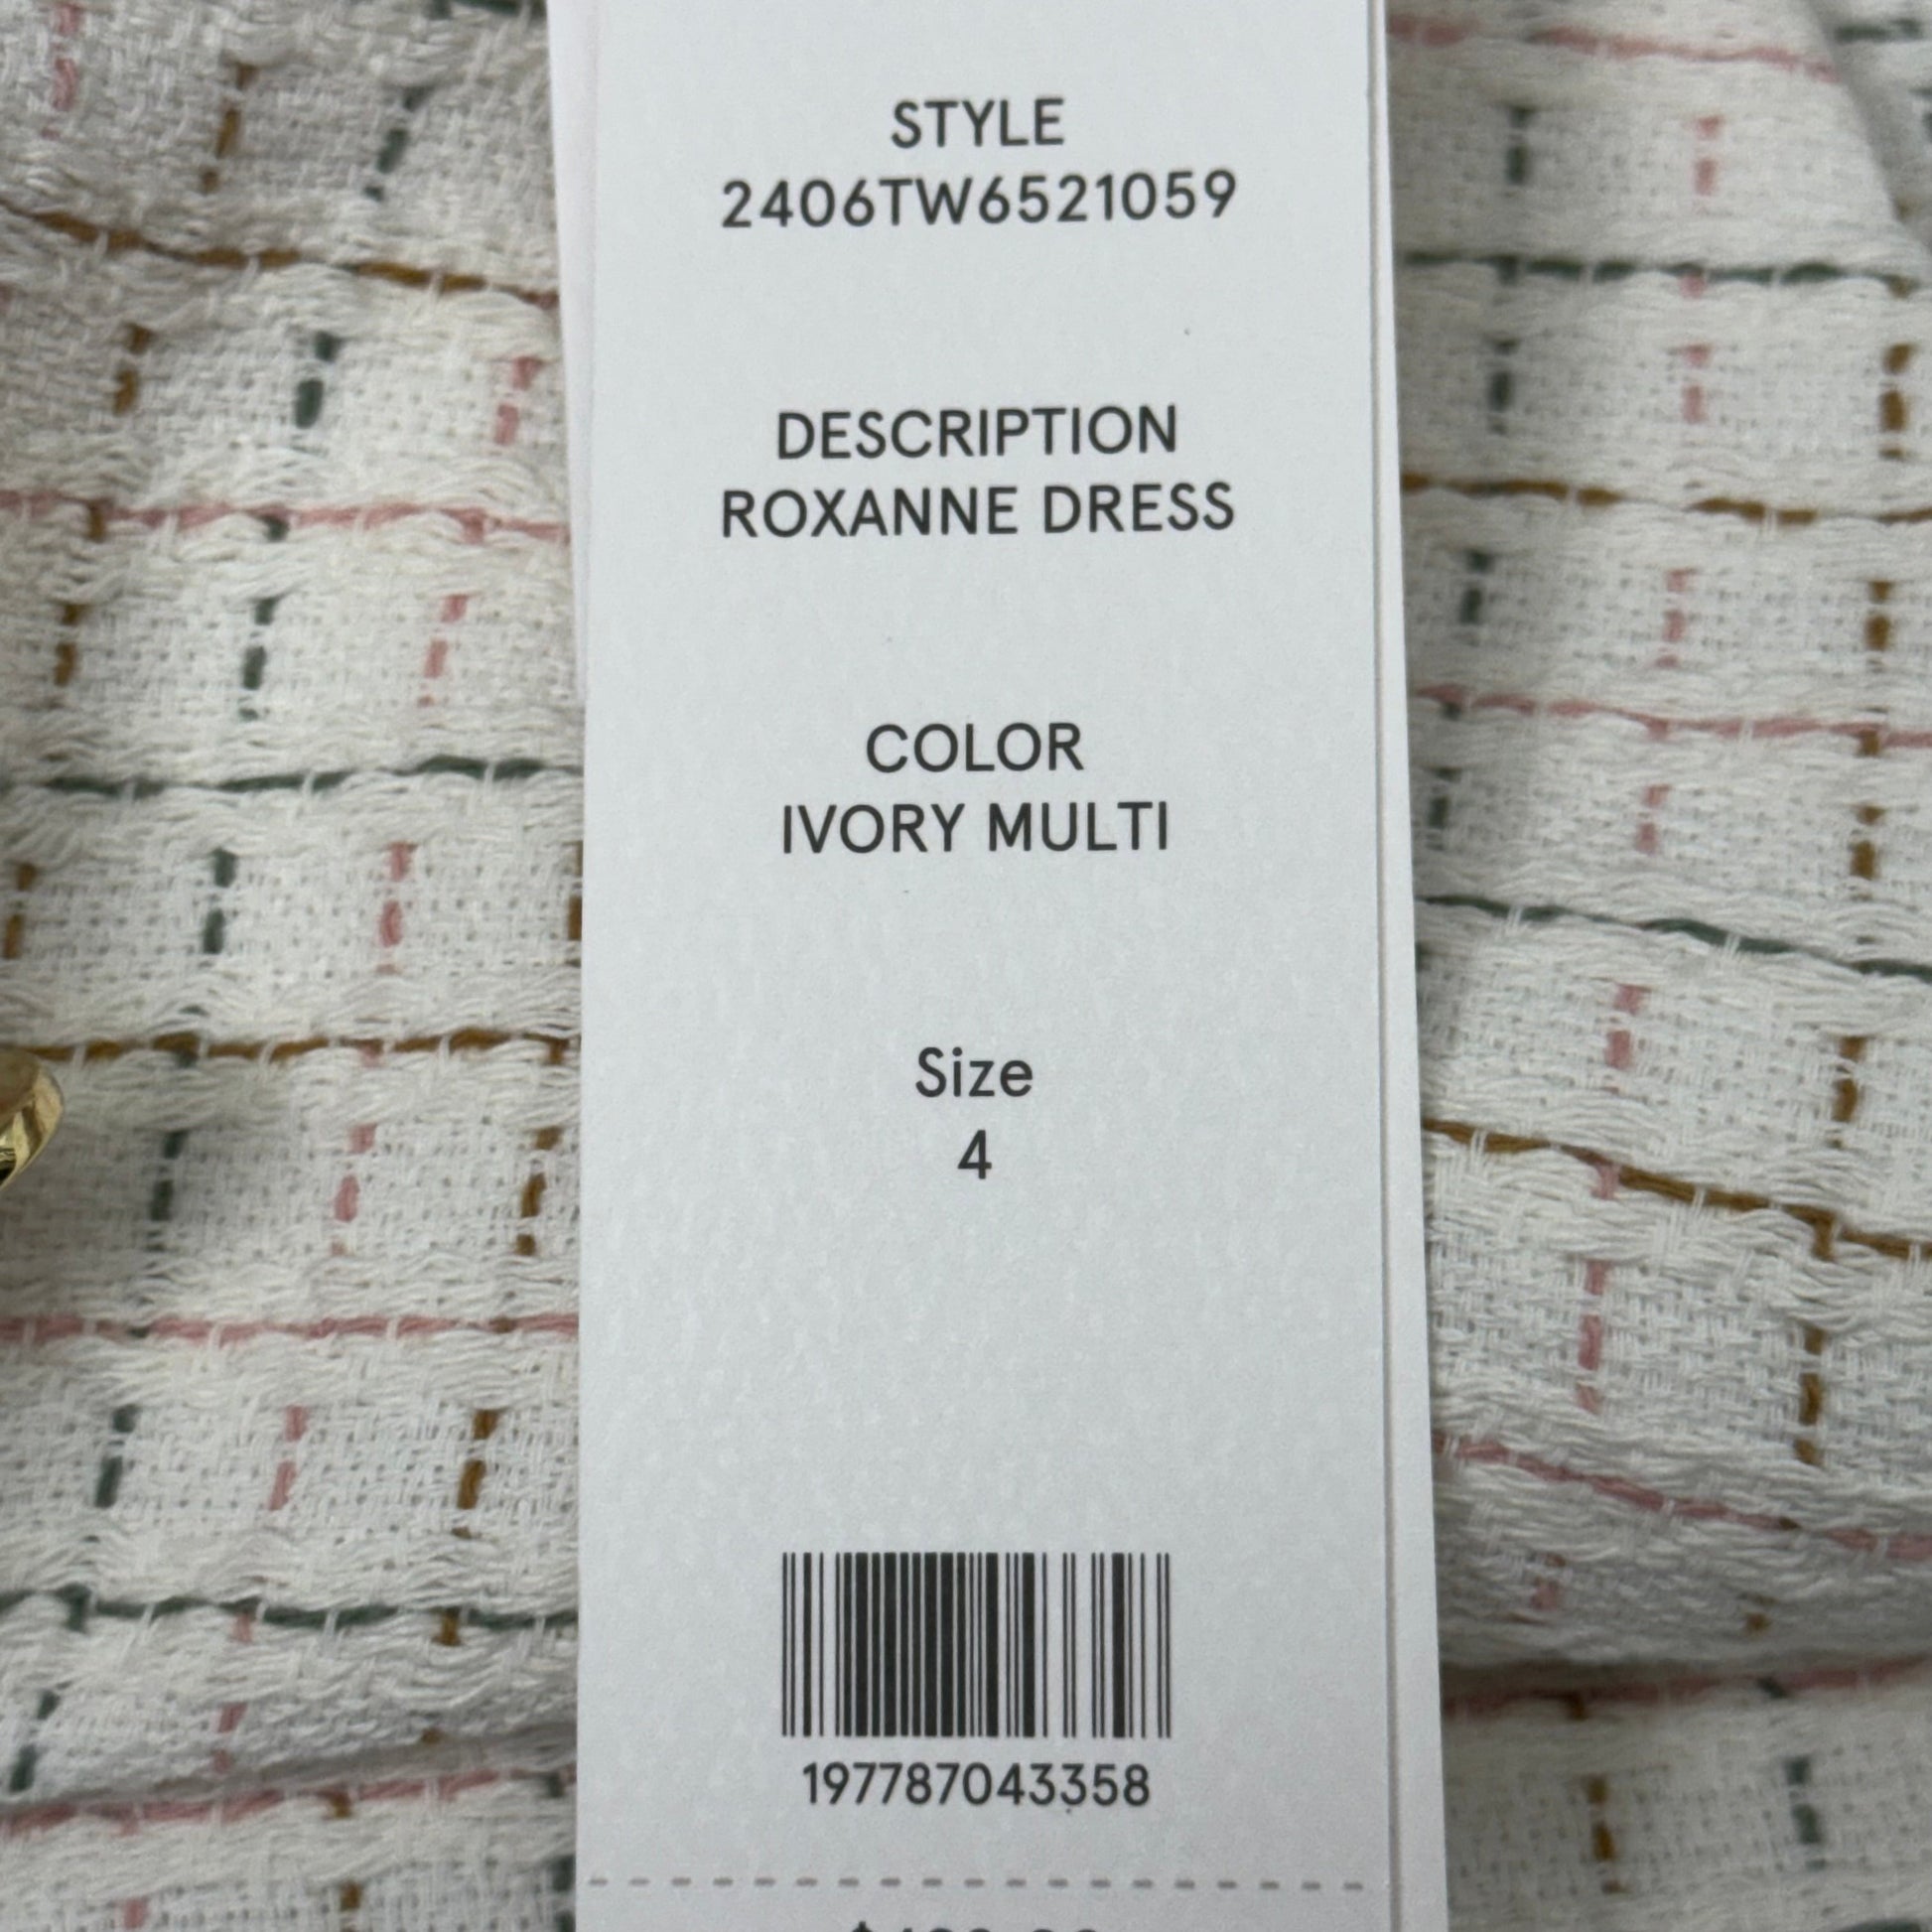 STYLE
2406TW6521059
DESCRIPTION
ROXANNE DRESS
COLOR
IVORY MULTI
Size
4
197787043358